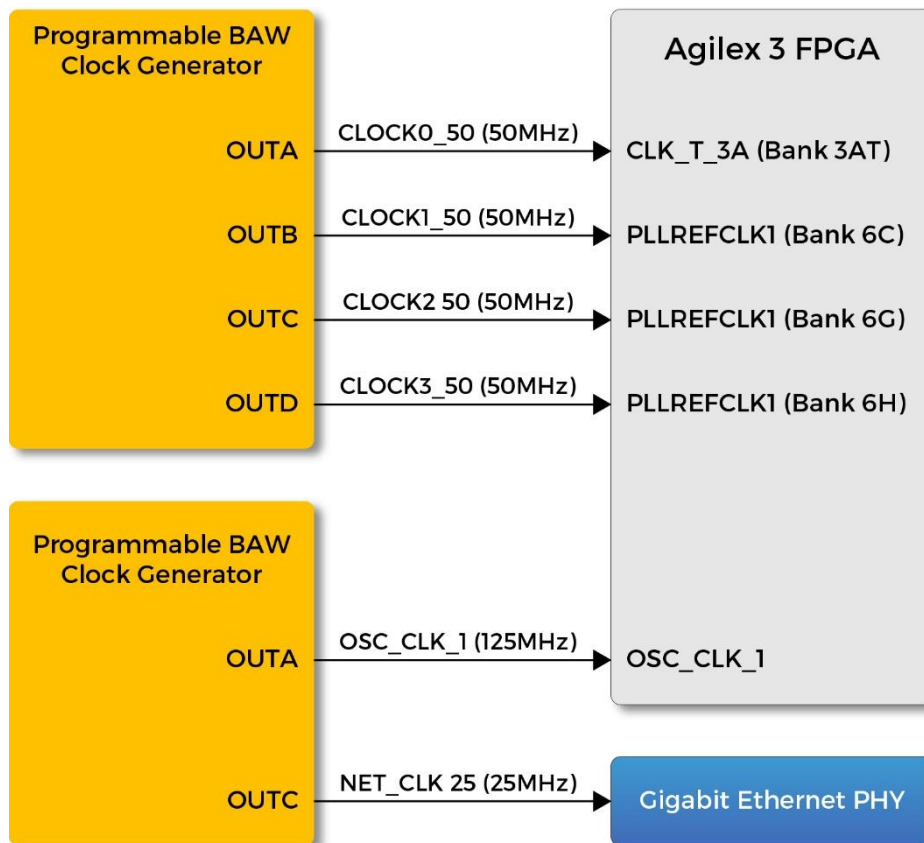 Programmable BAW
Clock Generator
Agilex 3 FPGA
OUTA
CLOCK0_50 (50MHz)
CLK_T_3A (Bank 3AT)
OUTB
CLOCK1_50 (50MHz)
PLLREFCLK1 (Bank 6C)
OUTC
CLOCK2 50 (50MHz)
PLLREFCLK1 (Bank 6G)
OUTD
CLOCK3_50 (50MHz)
PLLREFCLK1 (Bank 6H)
Programmable BAW
Clock Generator
OUTA
OSC_CLK_1 (125MHz)
OSC_CLK_1
OUTC
NET_CLK 25 (25MHz)
Gigabit Ethernet PHY